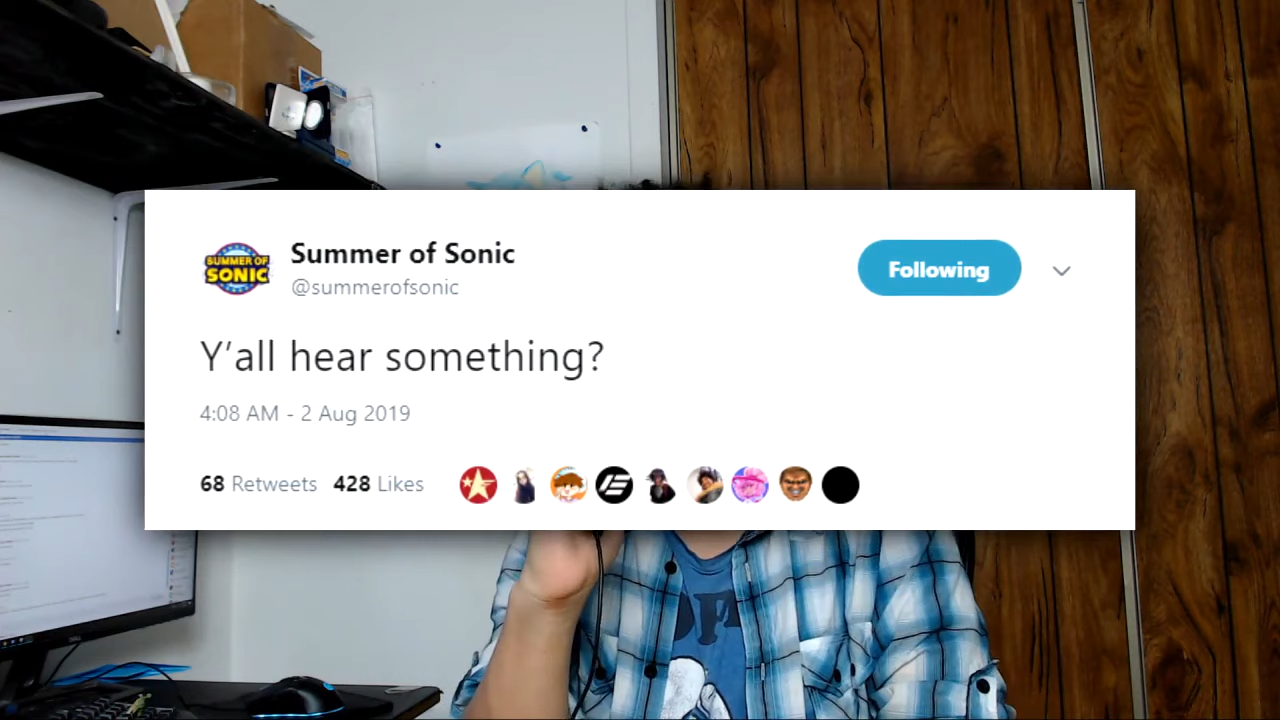 SUMMER OF
SONIC
Summer of Sonic
@summerofsonic
Following
Y'all hear something?
4:08 AM - 2 Aug 2019
68 Retweets 428 Likes